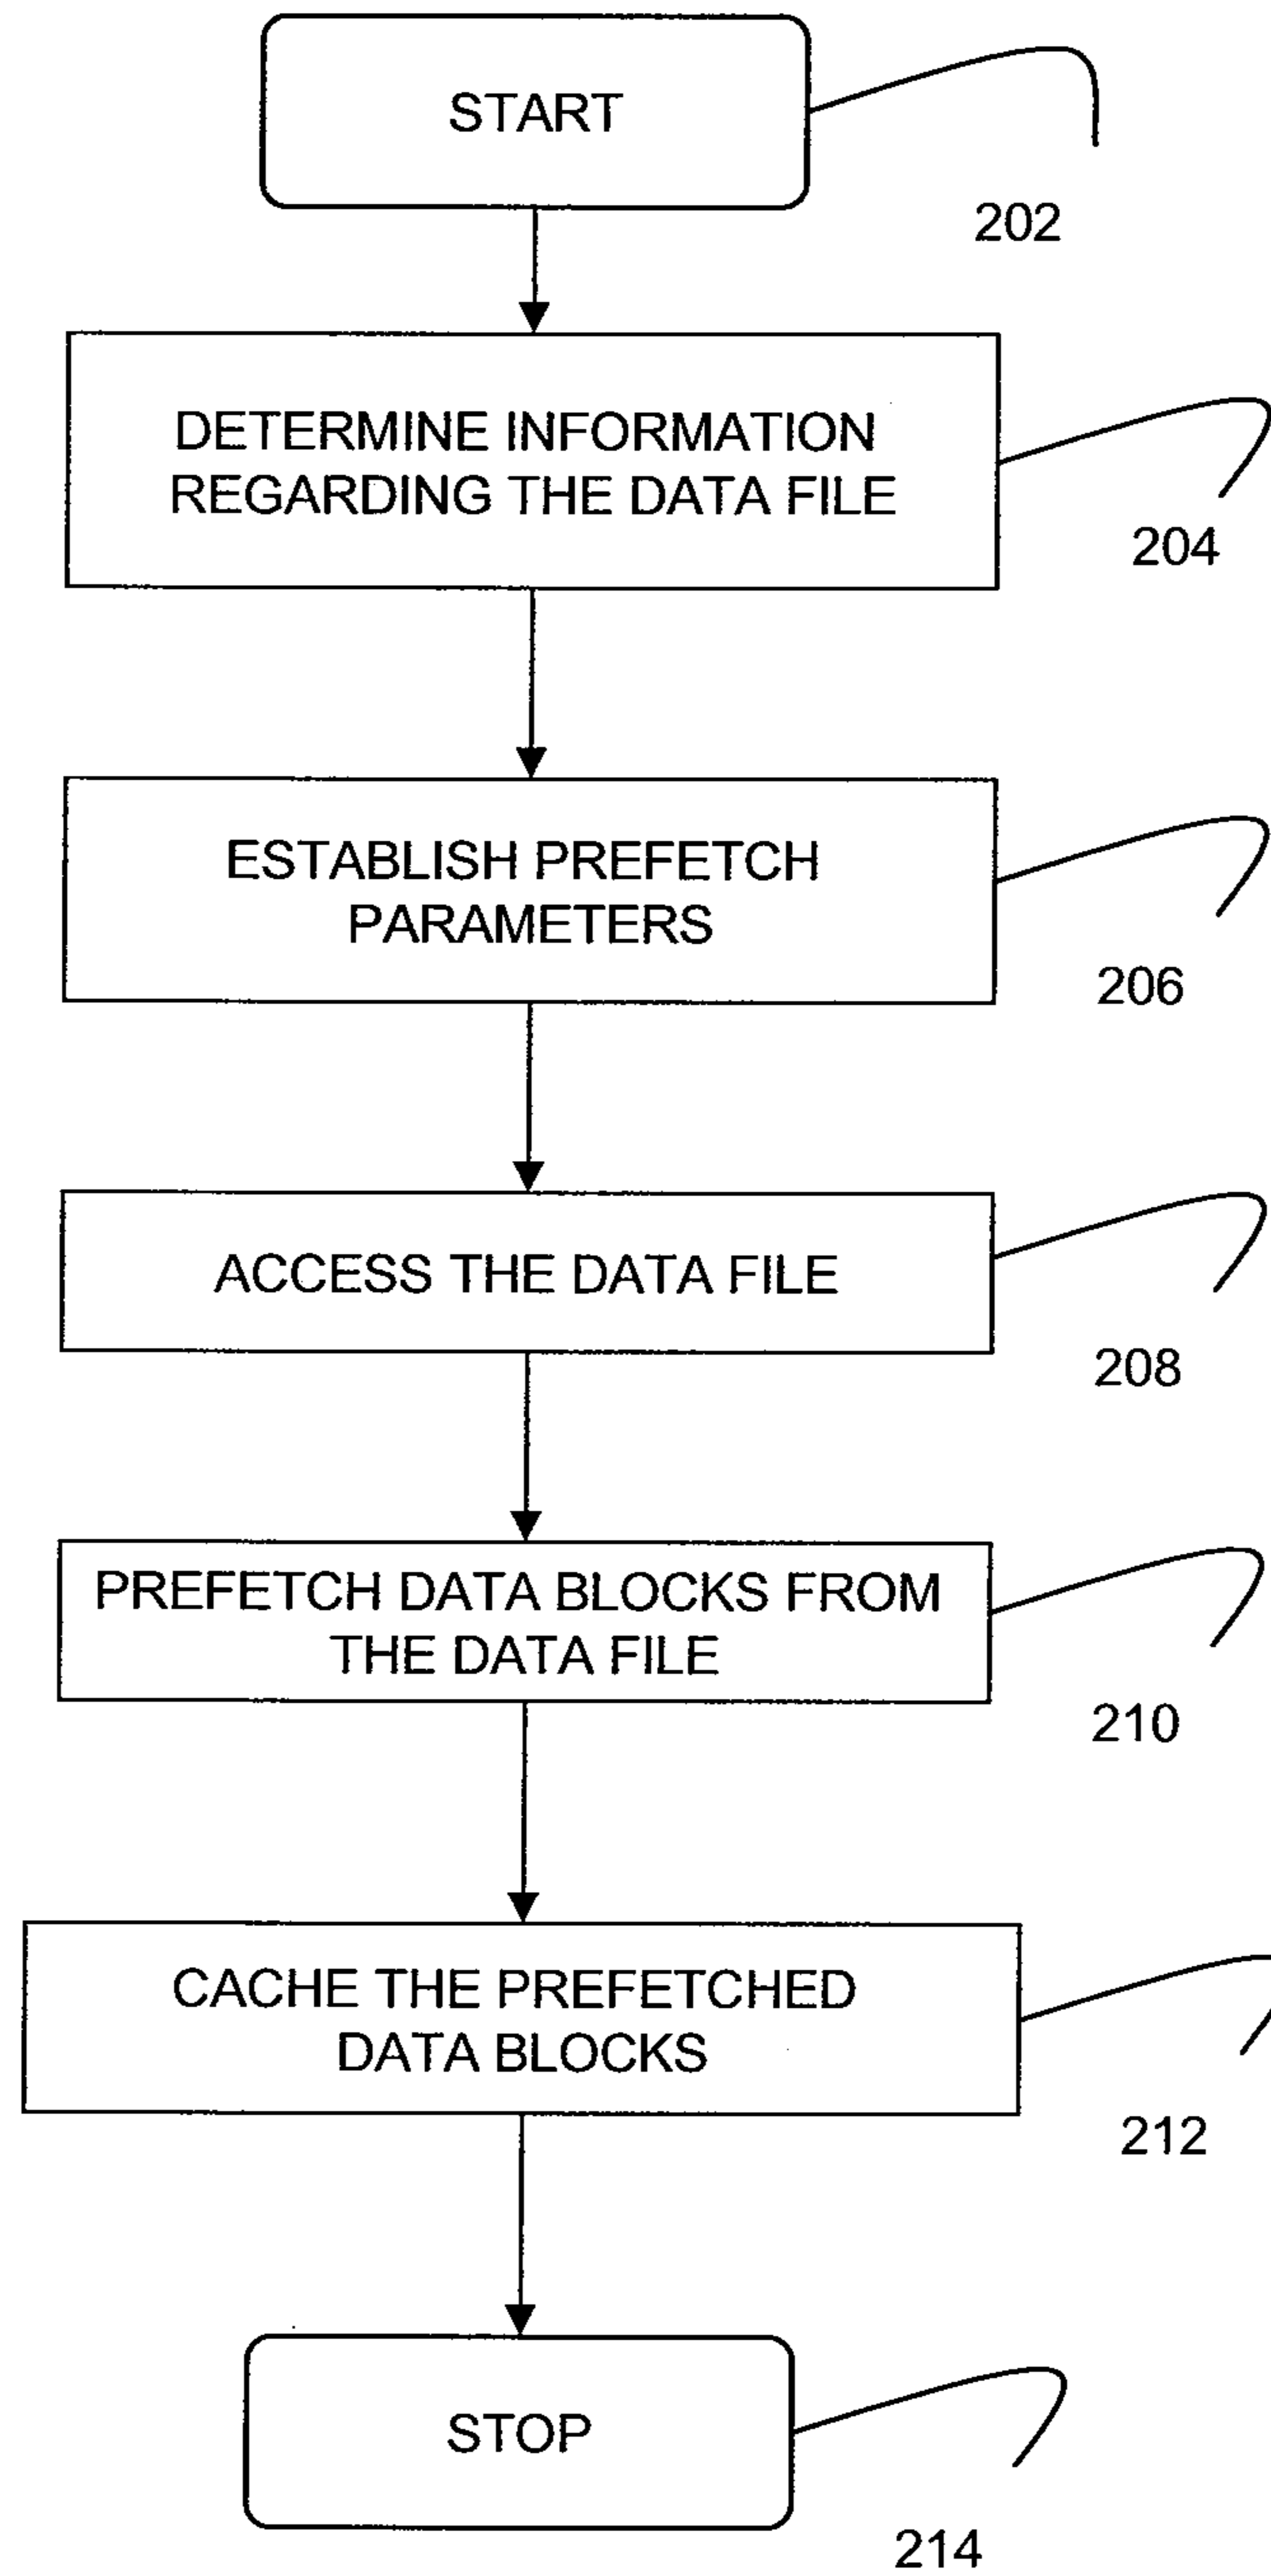 START
202
DETERMINE INFORMATION
REGARDING THE DATA FILE
204
ESTABLISH PREFETCH
PARAMETERS
206
ACCESS THE DATA FILE
208
PREFETCH DATA BLOCKS FROM
THE DATA FILE
210
CACHE THE PREFETCHED
DATA BLOCKS
212
STOP
214